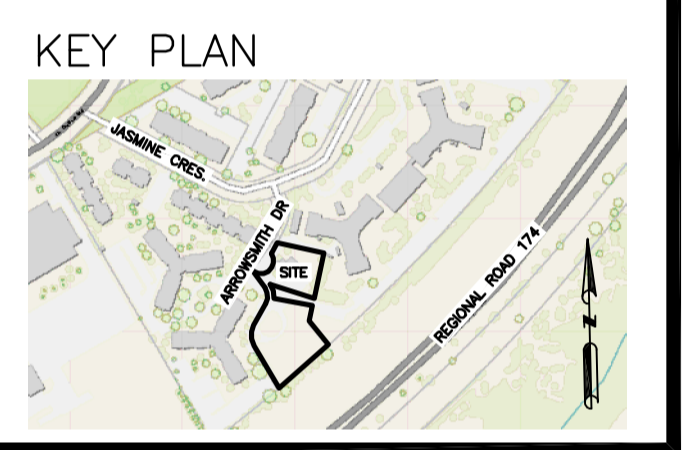 KEY PLAN
JASMINE CRES.
ARROWSMITH DR
SITE
REGIONAL ROAD 174
N